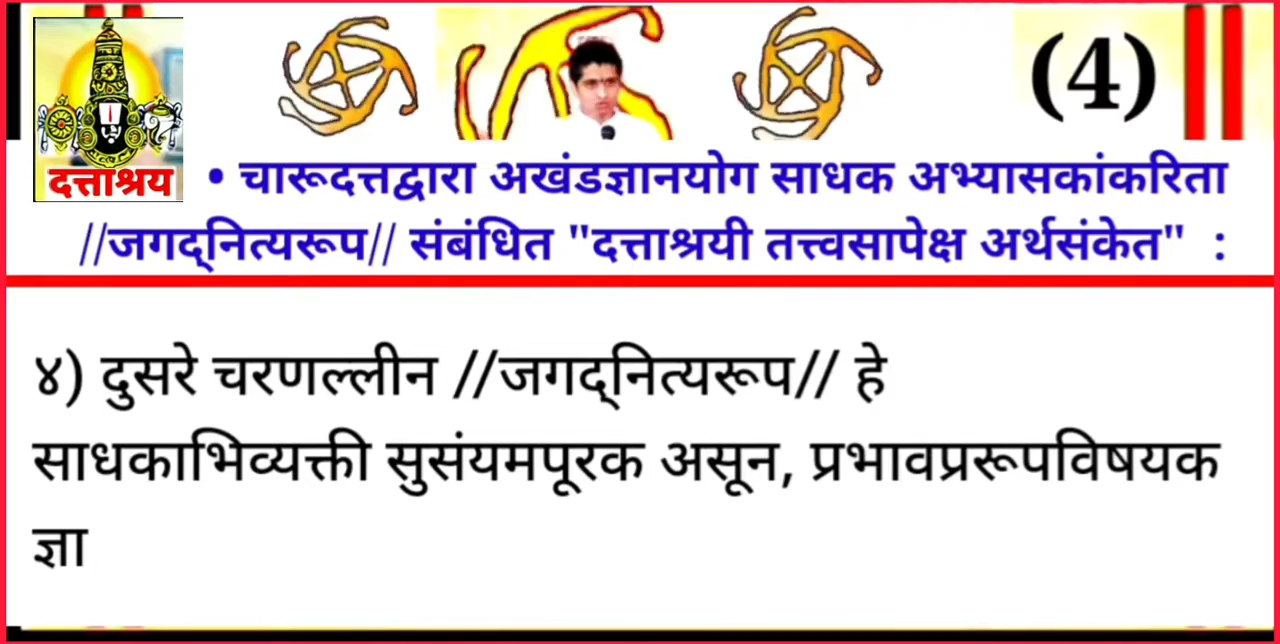 (4)
दत्ताश्रय
• चारूदत्तद्वारा अखंडज्ञानयोग साधक अभ्यासकांकरिता
//जगद्‌नित्यरूप// संबंधित "दत्ताश्रयी तत्त्वसापेक्ष अर्थसंकेत" :
४) दुसरे चरणल्लीन //जगद्‌नित्यरूप// हे
साधकाभिव्यक्ती सुसंयमपूरक असून, प्रभावप्ररूपविषयक
ज्ञा